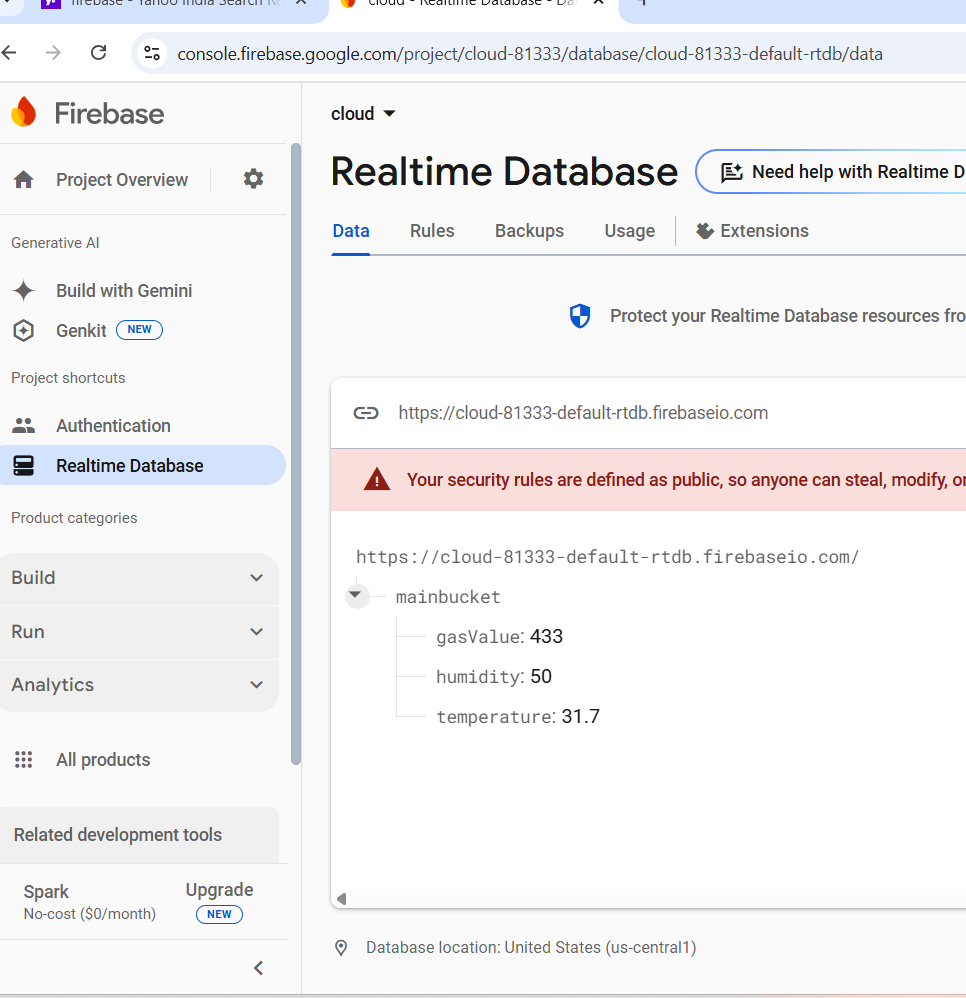 firebase - Yahoo India Search Re
cloud - Realtime Database - Da
console.firebase.google.com/project/cloud-81333/database/cloud-81333-default-rtdb/data
Firebase
Project Overview
Generative AI
Build with Gemini
Genkit NEW
Project shortcuts
Authentication
Realtime Database
Product categories
Build
Run
Analytics
All products
Related development tools
Spark
No-cost ($0/month)
Upgrade
NEW
cloud
Realtime Database
Need help with Realtime D
Data Rules Backups Usage Extensions
Protect your Realtime Database resources fro
https://cloud-81333-default-rtdb.firebaseio.com
Your security rules are defined as public, so anyone can steal, modify, or
https://cloud-81333-default-rtdb.firebaseio.com/
mainbucket
gasValue: 433
humidity: 50
temperature: 31.7
Database location: United States (us-central1)